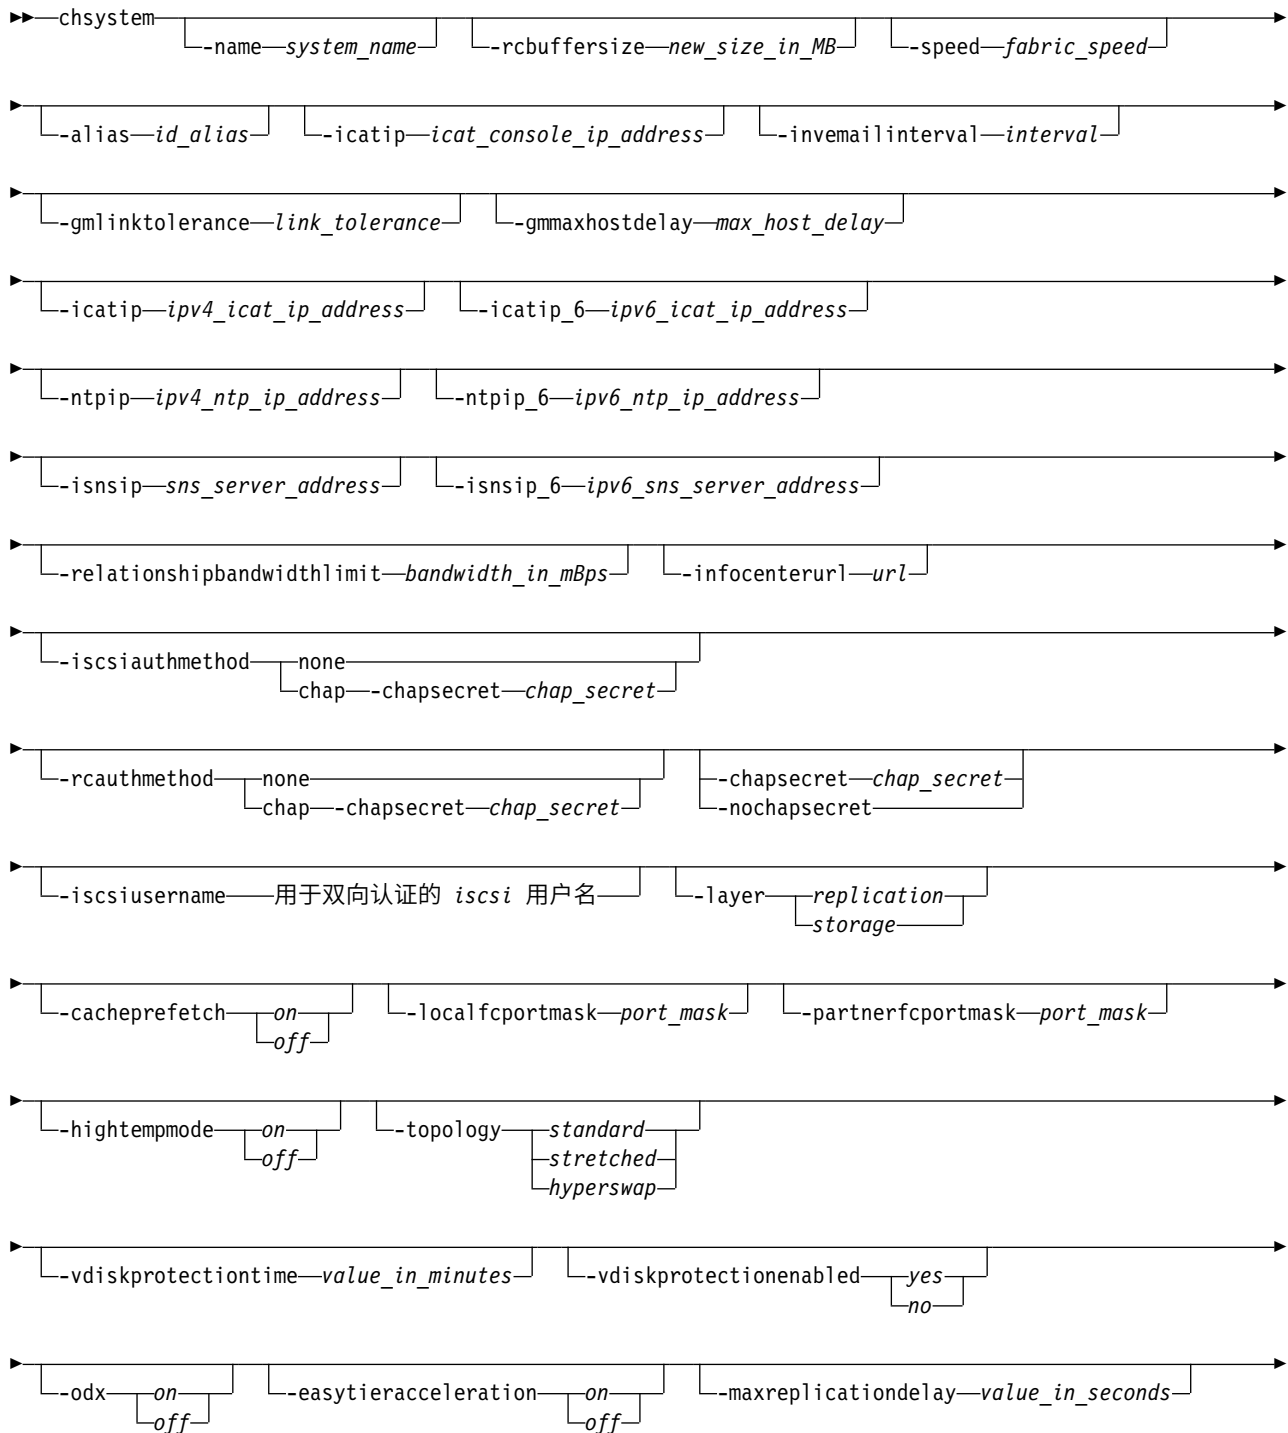 chsystem
-name system_name -rcbuffersize new_size_in_MB -speed fabric_speed
-alias id_alias -icatip icat_console_ip_address -invemailinterval interval
-gmlinktolerance link_tolerance -gmmaxhostdelay max_host_delay
-icatip ipv4_icat_ip_address -icatip_6 ipv6_icat_ip_address
-ntpip ipv4_ntp_ip_address -ntpip_6 ipv6_ntp_ip_address
-isnsip sns_server_address -isnsip_6 ipv6_sns_server_address
-relationshipbandwidthlimit bandwidth_in_mBps -infocenterurl url
-iscsiauthmethod none
chap -chapsecret chap_secret
-rcauthmethod none -chapsecret chap_secret
chap -chapsecret chap_secret -nochapsecret
-iscsiusername 用于双向认证的 iscsi 用户名 -layer replication
storage
-cacheprefetch on -localfcportmask port_mask -partnerfcportmask port_mask
off
-hightempmode on -topology standard
off stretched
hyperswap
-vdiskprotectiontime value_in_minutes -vdiskprotectionenabled yes
no
-odx on -easytieracceleration on -maxreplicationdelay value_in_seconds
off off